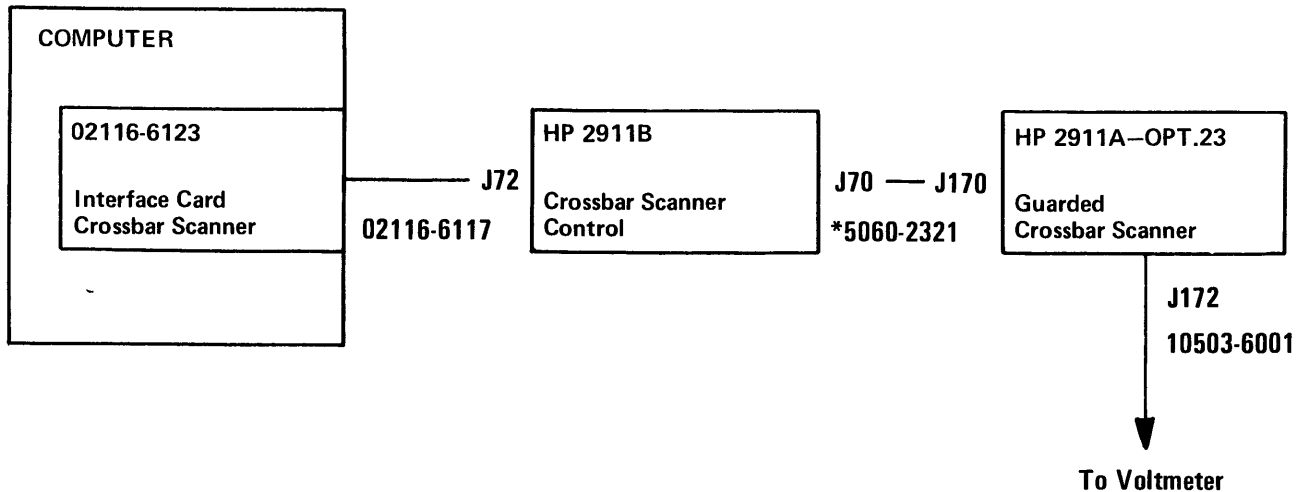 COMPUTER
02116-6123
Interface Card
Crossbar Scanner
J72
02116-6117
HP 2911B
Crossbar Scanner
Control
J70 — J170
*5060-2321
HP 2911A–OPT.23
Guarded
Crossbar Scanner
J172
10503-6001
To Voltmeter